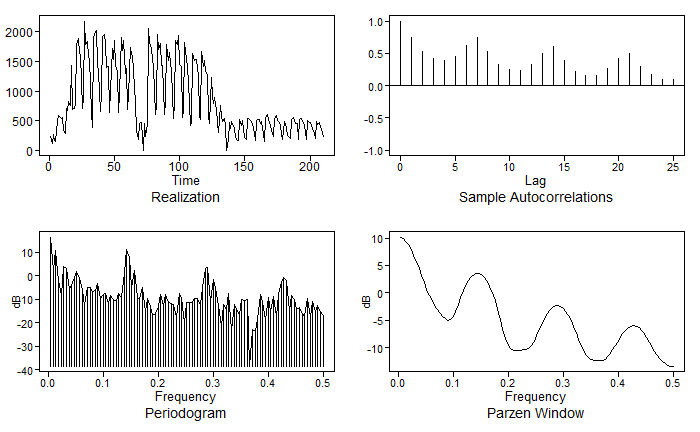 2000
1500
1000
500
0
0 50 100 150 200
Time
Realization
1.0
0.5
0.0
-0.5
-1.0
0 5 10 15 20 25
Lag
Sample Autocorrelations
10
0
-10
-20
-30
-40
dB
0.0 0.1 0.2 0.3 0.4 0.5
Frequency
Periodogram
10
5
0
-5
-10
dB
0.0 0.1 0.2 0.3 0.4 0.5
Frequency
Parzen Window